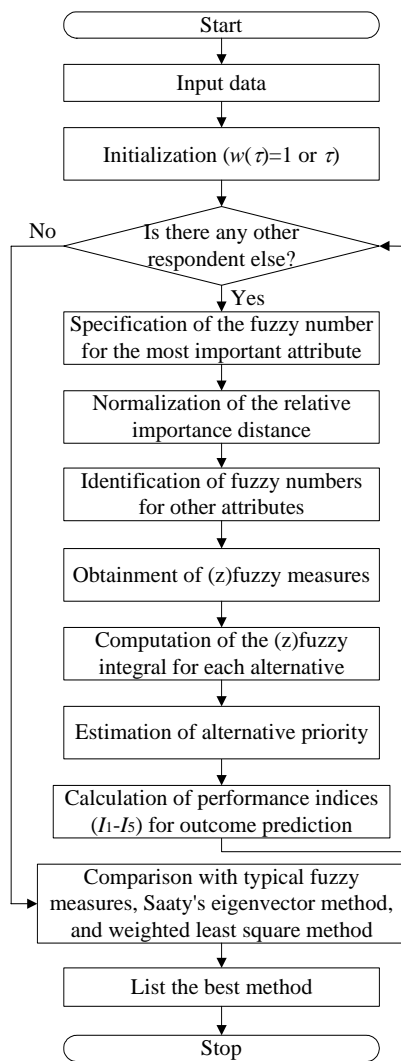 Start
Input data
Initialization (w(τ)=1 or τ)
No
Is there any other
respondent else?
Yes
Specification of the fuzzy number
for the most important attribute
Normalization of the relative
importance distance
Identification of fuzzy numbers
for other attributes
Obtainment of (z)fuzzy measures
Computation of the (z)fuzzy
integral for each alternative
Estimation of alternative priority
Calculation of performance indices
(I1-I5) for outcome prediction
Comparison with typical fuzzy
measures, Saaty's eigenvector method,
and weighted least square method
List the best method
Stop